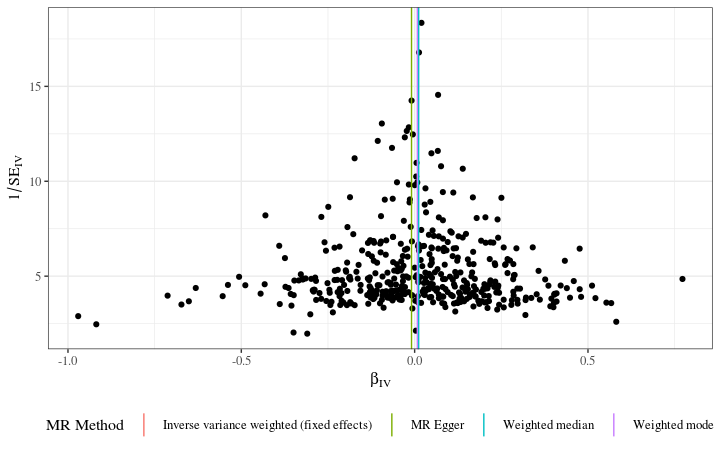 1/SE_IV
15
10
5
-1.0
-0.5
0.0
0.5
β_IV
MR Method
Inverse variance weighted (fixed effects)
MR Egger
Weighted median
Weighted mode